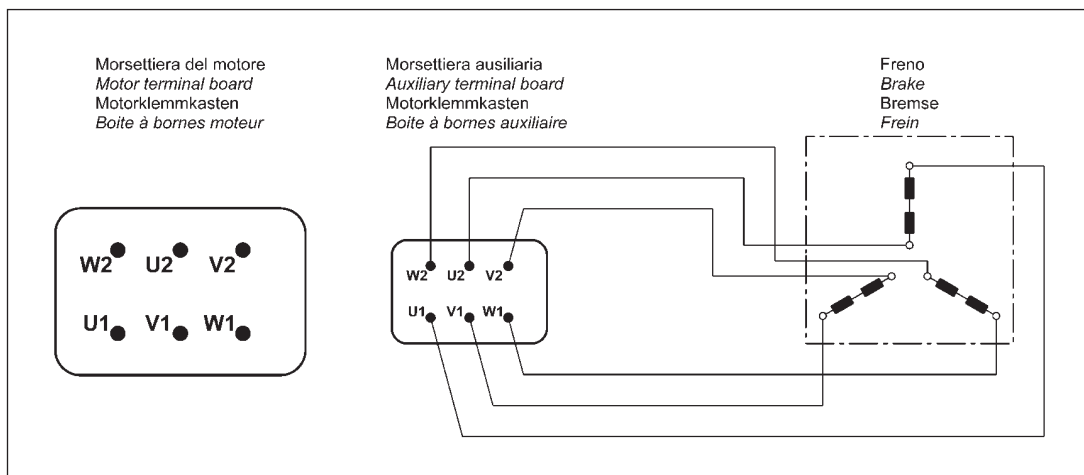 Morsettiera del motore
Motor terminal board
Motorklemmkasten
Boite à bornes moteur
Morsettiera ausiliaria
Auxiliary terminal board
Motorklemmkasten
Boite à bornes auxiliaire
Freno
Brake
Bremse
Frein
W2 U2 V2
U1 V1 W1
W2 U2 V2
U1 V1 W1